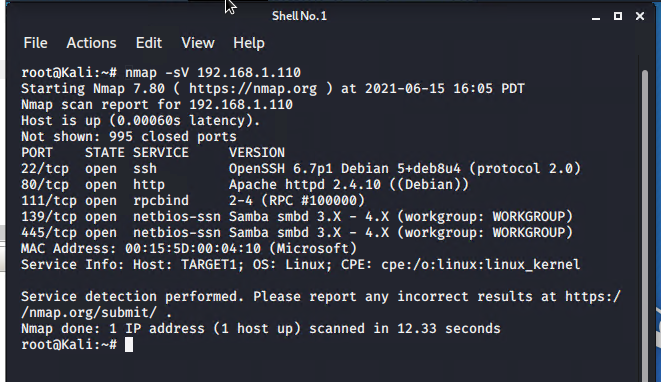 Shell No. 1
File Actions Edit View Help
root@Kali:~# nmap -sV 192.168.1.110
Starting Nmap 7.80 ( https://nmap.org ) at 2021-06-15 16:05 PDT
Nmap scan report for 192.168.1.110
Host is up (0.00060s latency).
Not shown: 995 closed ports
PORT    STATE SERVICE     VERSION
22/tcp  open  ssh         OpenSSH 6.7p1 Debian 5+deb8u4 (protocol 2.0)
80/tcp  open  http        Apache httpd 2.4.10 ((Debian))
111/tcp open  rpcbind     2-4 (RPC #100000)
139/tcp open  netbios-ssn Samba smbd 3.X - 4.X (workgroup: WORKGROUP)
445/tcp open  netbios-ssn Samba smbd 3.X - 4.X (workgroup: WORKGROUP)
MAC Address: 00:15:5D:00:04:10 (Microsoft)
Service Info: Host: TARGET1; OS: Linux; CPE: cpe:/o:linux:linux_kernel
Service detection performed. Please report any incorrect results at https:/
/nmap.org/submit/ .
Nmap done: 1 IP address (1 host up) scanned in 12.33 seconds
root@Kali:~#